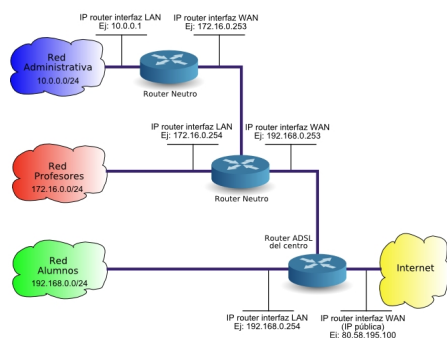 IP router interfaz LAN
Ej: 10.0.0.1
IP router interfaz WAN
Ej: 172.16.0.253
Red
Administrativa
10.0.0.0/24
Router Neutro
IP router interfaz LAN
Ej: 172.16.0.254
IP router interfaz WAN
Ej: 192.168.0.253
Red
Profesores
172.16.0.0/24
Router Neutro
Router ADSL
del centro
Red
Alumnos
192.168.0.0/24
Internet
IP router interfaz LAN
Ej: 192.168.0.254
IP router interfaz WAN
(IP pública)
Ej: 80.58.195.100